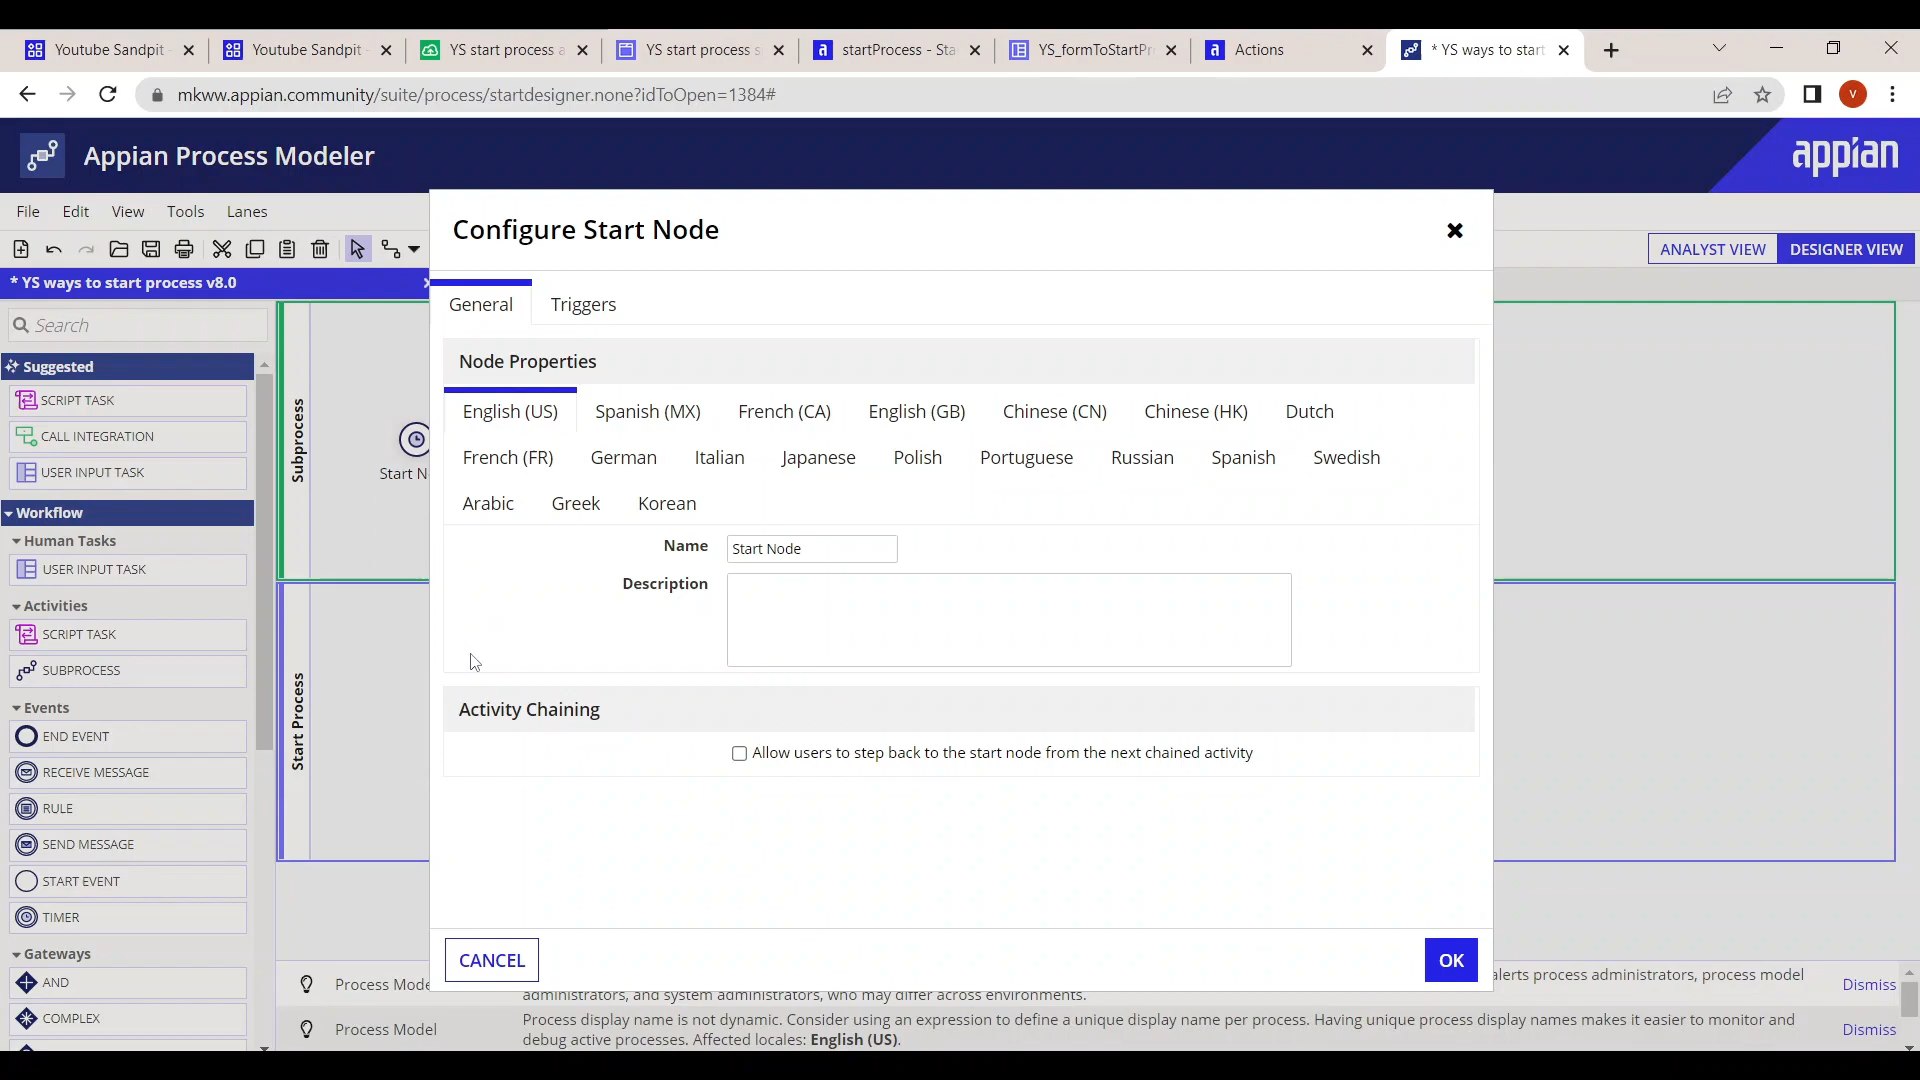 Youtube Sandpit
Youtube Sandpit -
YS start process a
YS start process s
startProcess - Sta
YS_formToStartPr
Actions
* YS ways to start
mkww.appian.community/suite/process/startdesigner.none?idToOpen=1384#
V
Appian Process Modeler
appian
File Edit View Tools Lanes
ANALYST VIEW DESIGNER VIEW
* YS ways to start process v8.0
Search
Suggested
SCRIPT TASK
CALL INTEGRATION
USER INPUT TASK
Workflow
Human Tasks
USER INPUT TASK
Activities
SCRIPT TASK
SUBPROCESS
Events
END EVENT
RECEIVE MESSAGE
RULE
SEND MESSAGE
START EVENT
TIMER
Gateways
AND
COMPLEX
Subprocess
Start N
Start Process
Configure Start Node
General Triggers
Node Properties
English (US) Spanish (MX) French (CA) English (GB) Chinese (CN) Chinese (HK) Dutch
French (FR) German Italian Japanese Polish Portuguese Russian Spanish Swedish
Arabic Greek Korean
Name Start Node
Description
Activity Chaining
Allow users to step back to the start node from the next chained activity
CANCEL OK
Process Mode
alerts process administrators, process model
administrators, and system administrators, who may differ across environments.
Dismiss
Process Model
Process display name is not dynamic. Consider using an expression to define a unique display name per process. Having unique process display names makes it easier to monitor and
debug active processes. Affected locales: English (US).
Dismiss